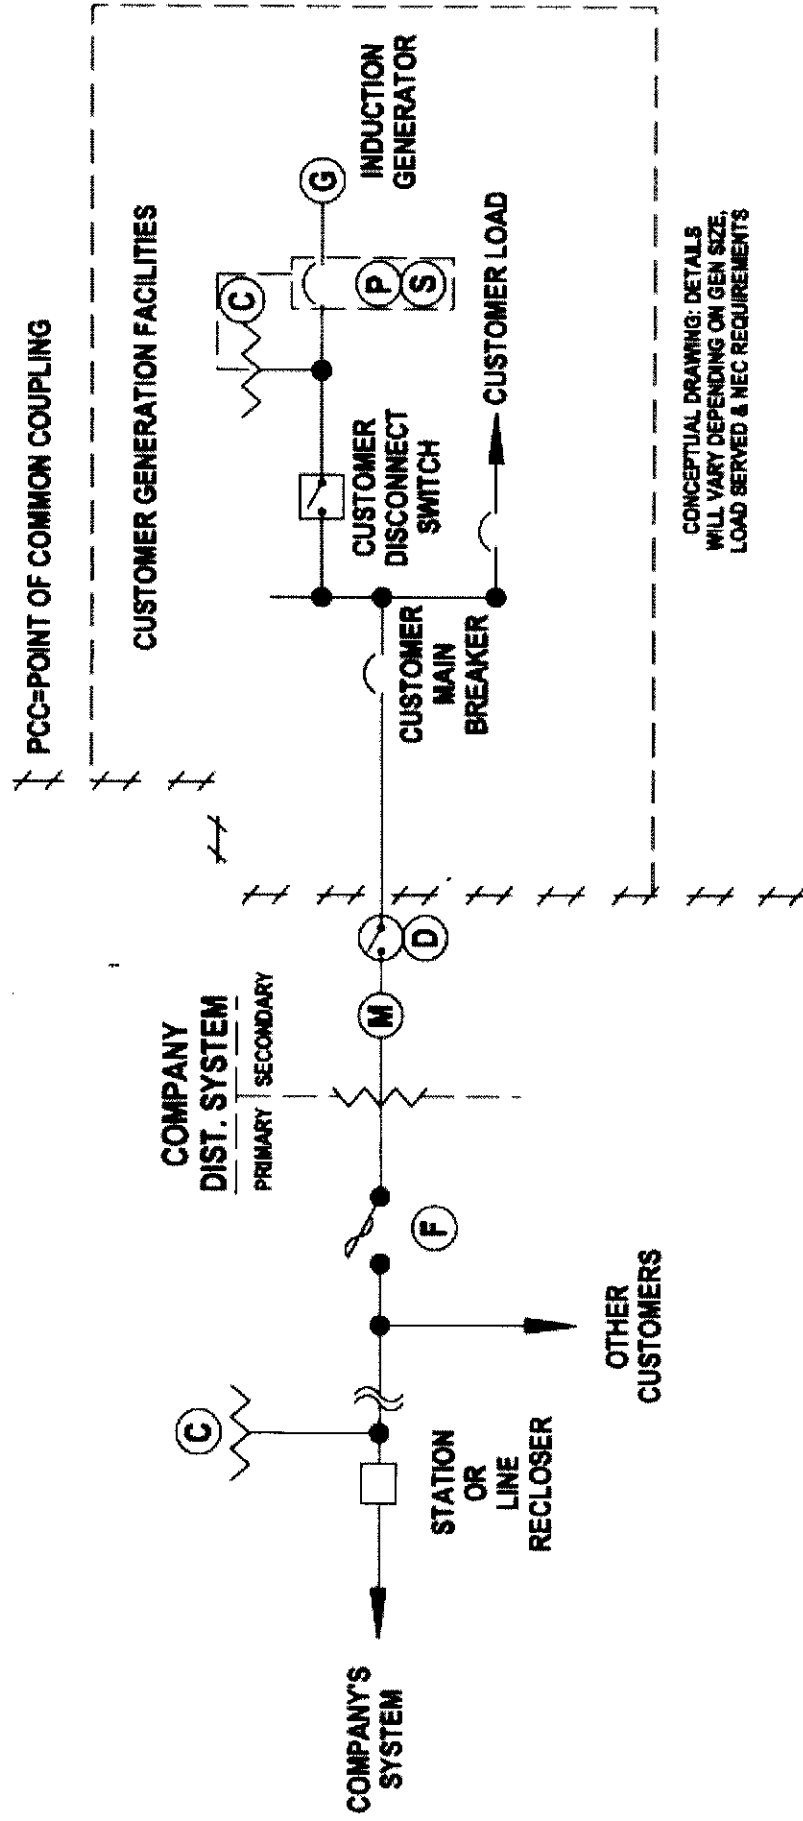 PCC=POINT OF COMMON COUPLING
CUSTOMER GENERATION FACILITIES
COMPANY
DIST. SYSTEM
PRIMARY
SECONDARY
C
C
G
INDUCTION
GENERATOR
P
S
CUSTOMER
DISCONNECT
SWITCH
CUSTOMER LOAD
CUSTOMER
MAIN
BREAKER
D
M
F
STATION
OR
LINE
RECLOSER
COMPANY'S
SYSTEM
OTHER
CUSTOMERS
CONCEPTUAL DRAWING: DETAILS
WILL VARY DEPENDING ON GEN SIZE,
LOAD SERVED & NEC REQUIREMENTS